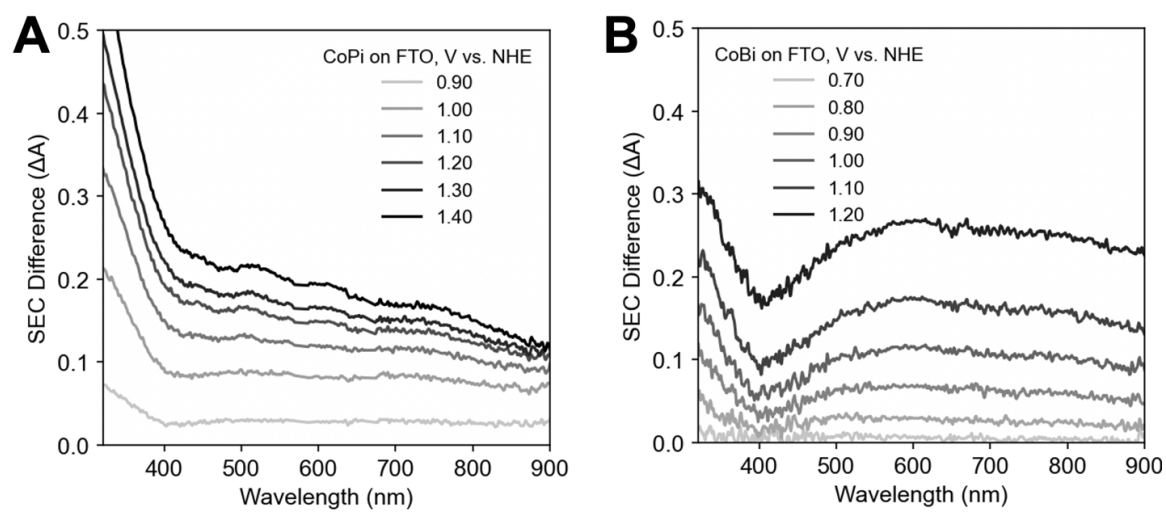 A
SEC Difference (ΔA)
0.5
0.4
0.3
0.2
0.1
0.0
CoPi on FTO, V vs. NHE
0.90
1.00
1.10
1.20
1.30
1.40
400 500 600 700 800 900
Wavelength (nm)
B
SEC Difference (ΔA)
0.5
0.4
0.3
0.2
0.1
0.0
CoBi on FTO, V vs. NHE
0.70
0.80
0.90
1.00
1.10
1.20
400 500 600 700 800 900
Wavelength (nm)